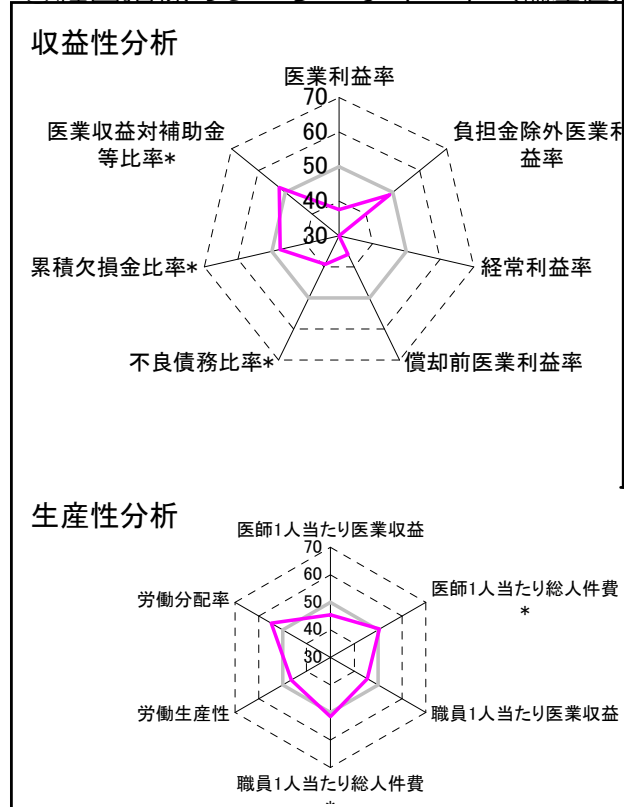 収益性分析
医業利益率
70
60
50
40
30
医業収益対補助金
等比率*
負担金除外医業利
益率
累積欠損金比率*
経常利益率
不良債務比率*
償却前医業利益率
生産性分析
医師1人当たり医業収益
70
60
50
40
30
労働分配率
医師1人当たり総人件費
*
労働生産性
職員1人当たり医業収益
職員1人当たり総人件費
*